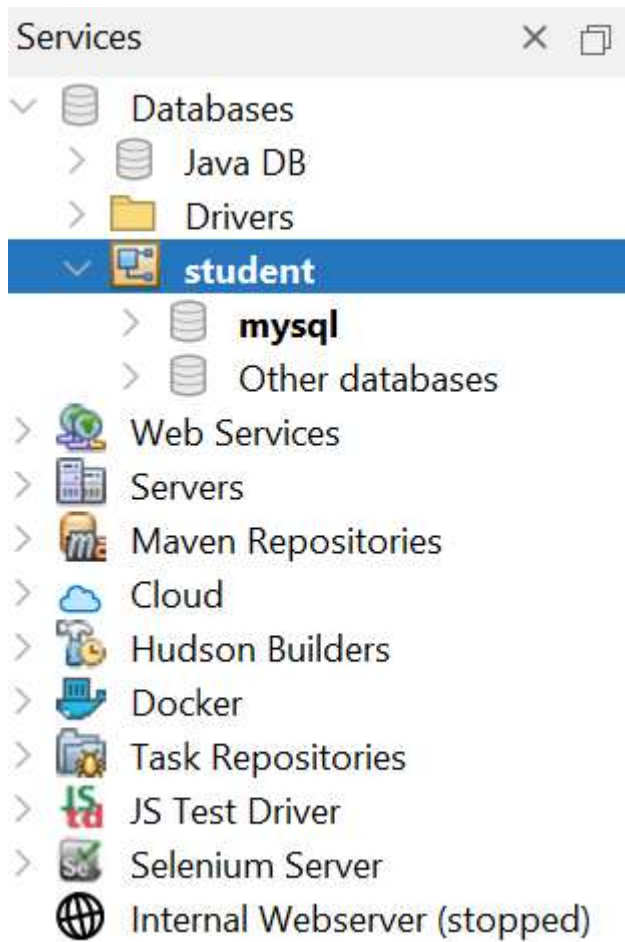 Services
Databases
Java DB
Drivers
student
mysql
Other databases
Web Services
Servers
Maven Repositories
Cloud
Hudson Builders
Docker
Task Repositories
JS Test Driver
Selenium Server
Internal Webserver (stopped)